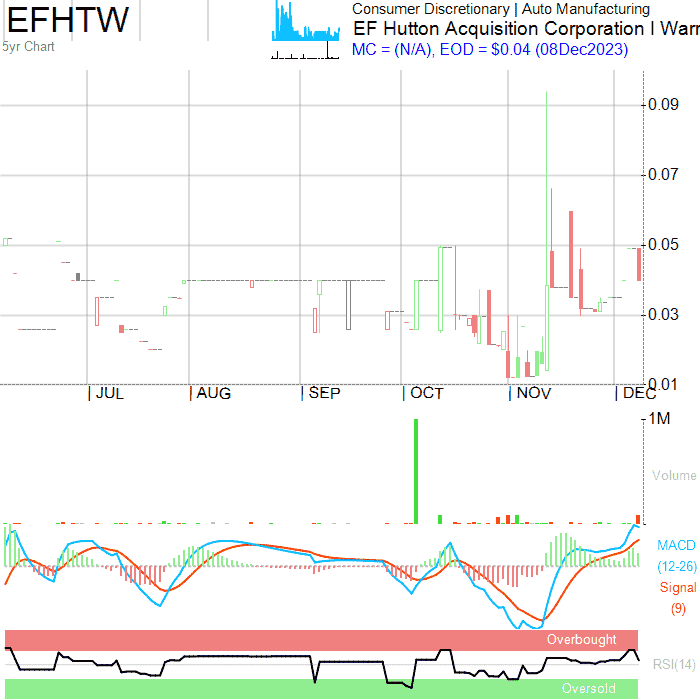 EFHTW
5yr Chart
Consumer Discretionary | Auto Manufacturing
EF Hutton Acquisition Corporation I Warr
MC = (N/A), EOD = $0.04 (08Dec2023)
0.09
0.07
0.05
0.03
0.01
JUL
AUG
SEP
OCT
NOV
DEC
1M
Volume
MACD
(12-26)
Signal
(9)
Overbought
RSI(14)
Oversold